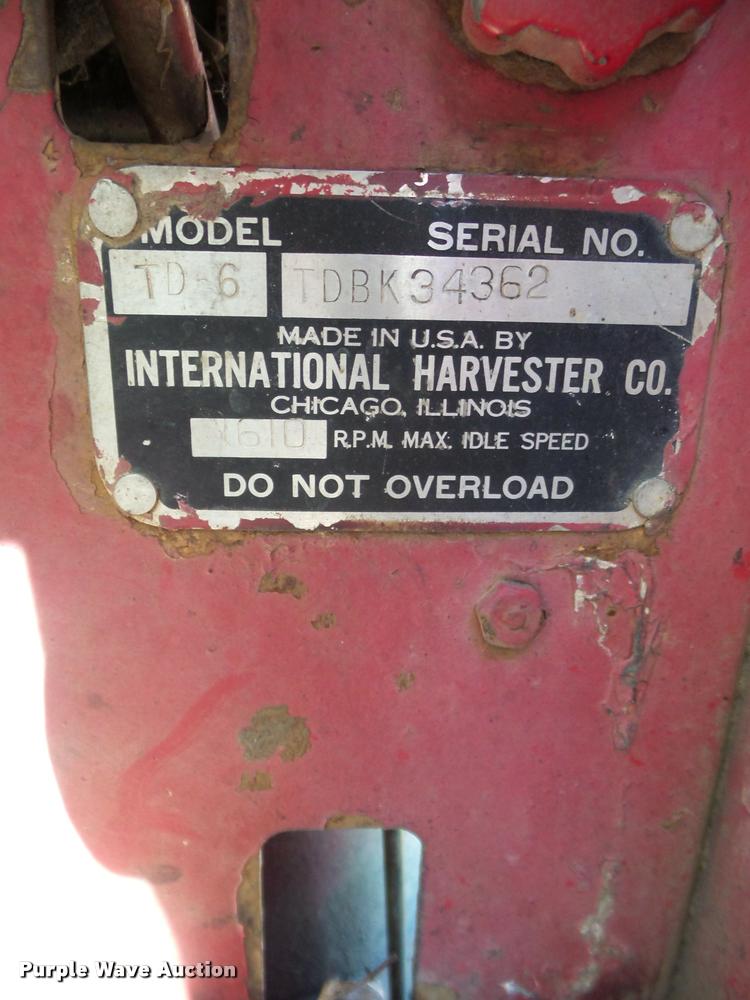 MODEL SERIAL NO.
TD-6 TDBK34362
MADE IN U.S.A. BY
INTERNATIONAL HARVESTER CO.
CHICAGO, ILLINOIS
1610 R.P.M. MAX. IDLE SPEED
DO NOT OVERLOAD
Purple Wave Auction